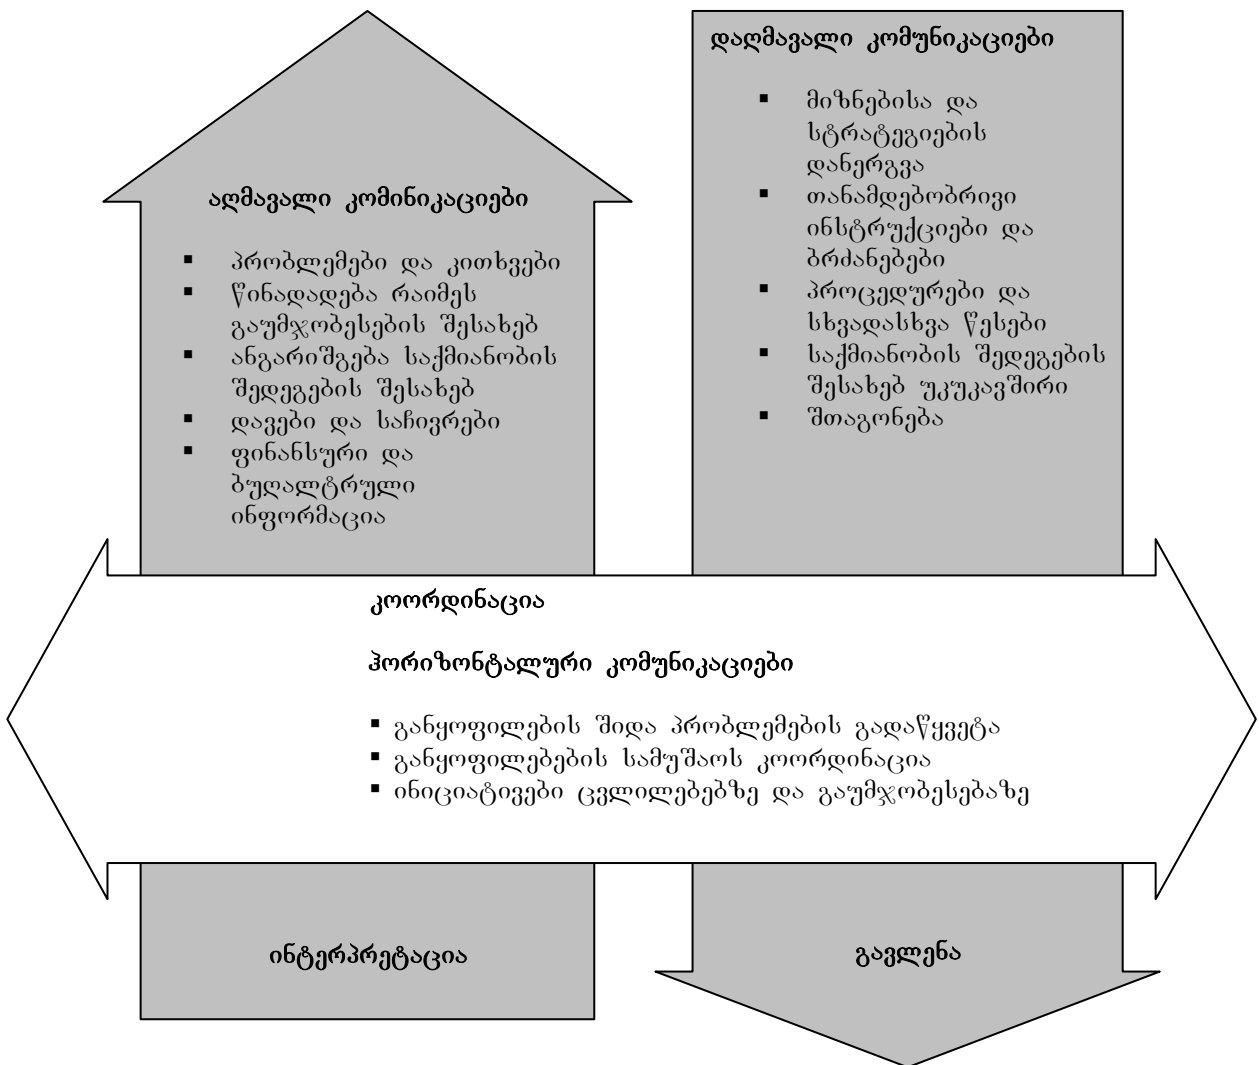 აღმავალი კომინიკაციები
▪ პრობლემები და კითხვები
▪ წინადადება რაიმეს
გაუმჯობესების შესახებ
▪ ანგარიშგება საქმიანობის
შედეგების შესახებ
▪ დავები და საჩივრები
▪ ფინანსური და
ბუღალტრული
ინფორმაცია
დაღმავალი კომუნიკაციები
▪ მიზნებისა და
სტრატეგიების
დანერგვა
▪ თანამდებობრივი
ინსტრუქციები და
ბრძანებები
▪ პროცედურები და
სხვადასხვა წესები
▪ საქმიანობის შედეგების
შესახებ უკუკავშირი
▪ შთაგონება
კოორდინაცია
ჰორიზონტალური კომუნიკაციები
▪ განყოფილების შიდა პრობლემების გადაწყვეტა
▪ განყოფილებების სამუშაოს კოორდინაცია
▪ ინიციატივები ცვლილებებზე და გაუმჯობესებაზე
ინტერპრეტაცია
გავლენა